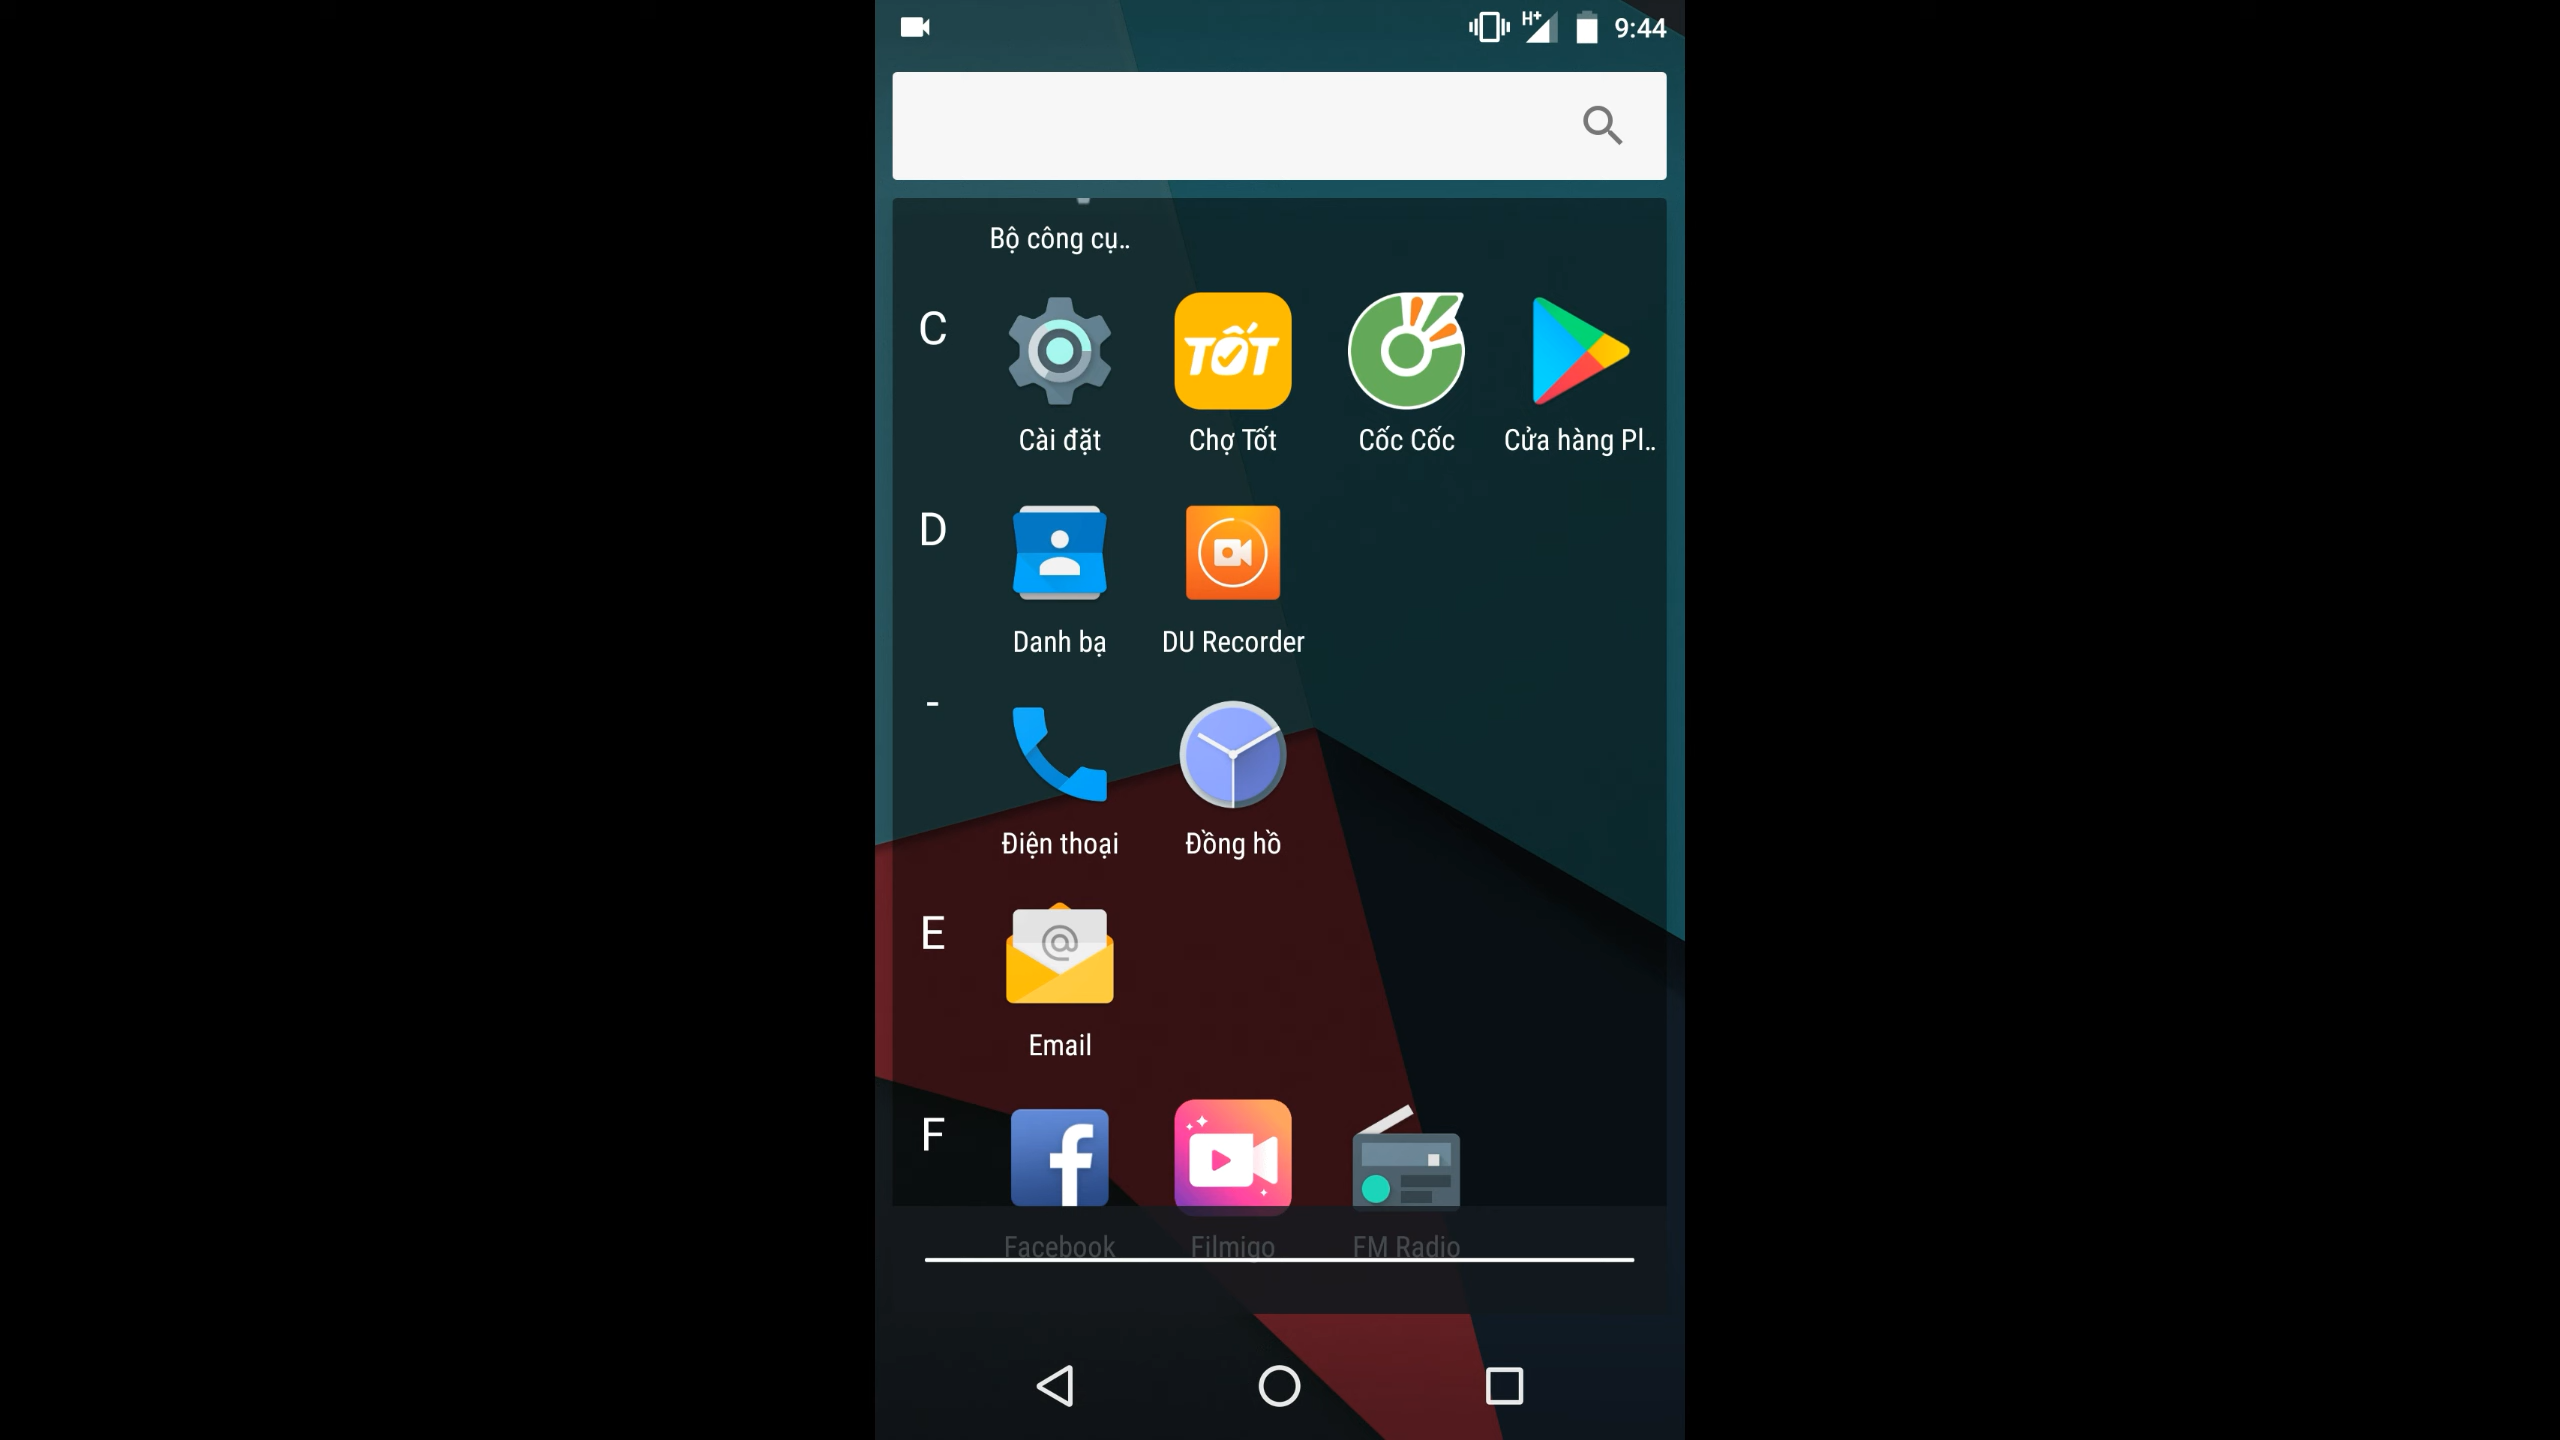 H+ 9:44
Bộ công cụ..
C
TỐT
Cài đặt Chợ Tốt Cốc Cốc Cửa hàng Pl..
D
Danh bạ DU Recorder
-
Điện thoại Đồng hồ
E
@
Email
F
f
Facebook Filmigo FM Radio